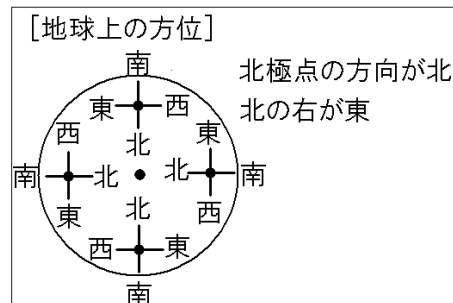 [地球上の方位]
北極点の方向が北
北の右が東
南
東 西
北
西 東
南 北 北 南
東 西
北
西 東
南